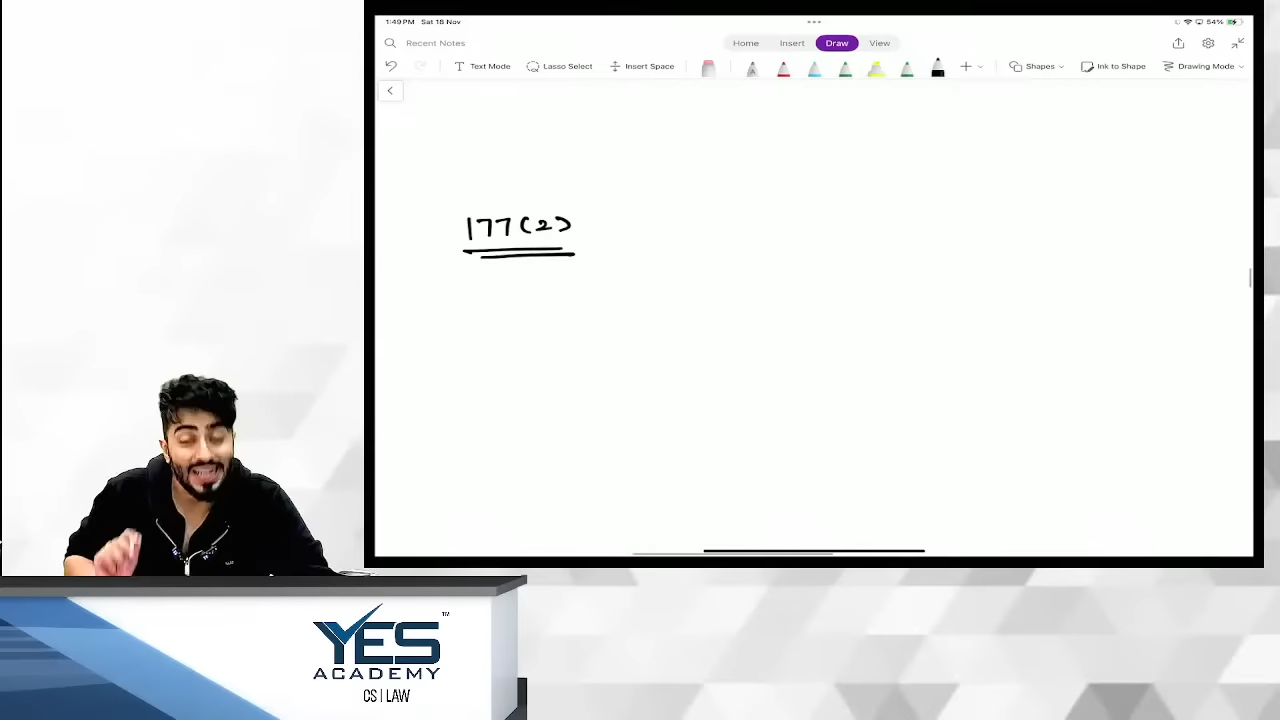 1:49 PM Sat 18 Nov
54%
Recent Notes
Home Insert Draw View
Text Mode Lasso Select Insert Space Shapes Ink to Shape Drawing Mode
177(2)
YES™
ACADEMY
CS | LAW